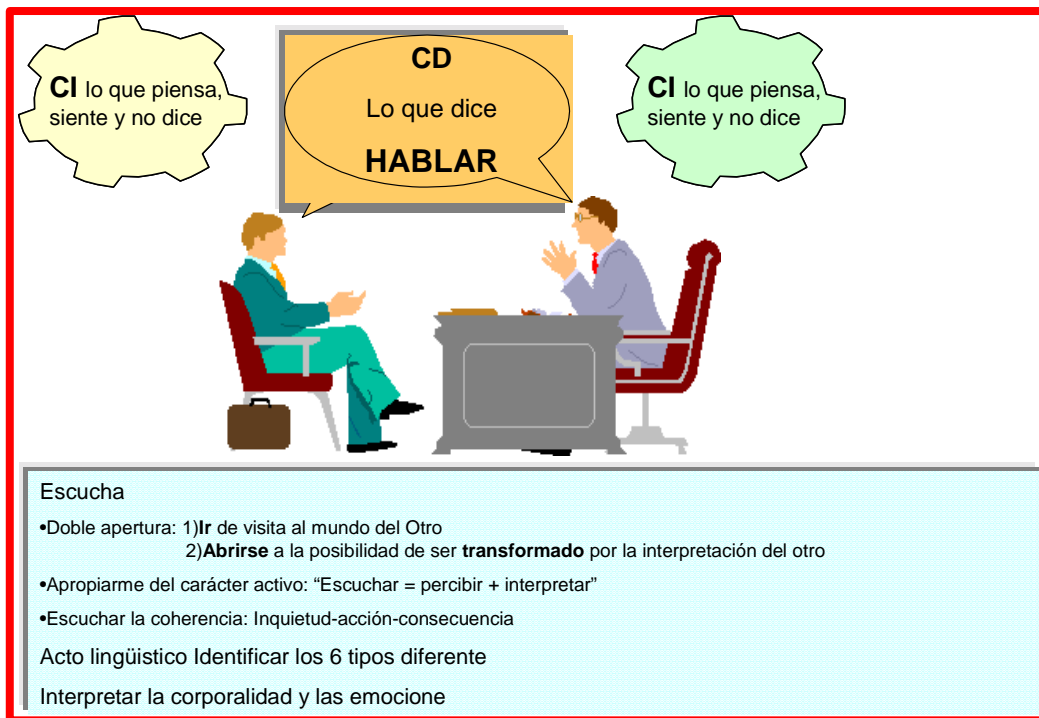 CI lo que piensa,
siente y no dice
CD
Lo que dice
HABLAR
CI lo que piensa,
siente y no dice
Escucha
•Doble apertura: 1)Ir de visita al mundo del Otro
2)Abrirse a la posibilidad de ser transformado por la interpretación del otro
•Apropiarme del carácter activo: “Escuchar = percibir + interpretar”
•Escuchar la coherencia: Inquietud-acción-consecuencia
Acto lingüistico Identificar los 6 tipos diferente
Interpretar la corporalidad y las emocione